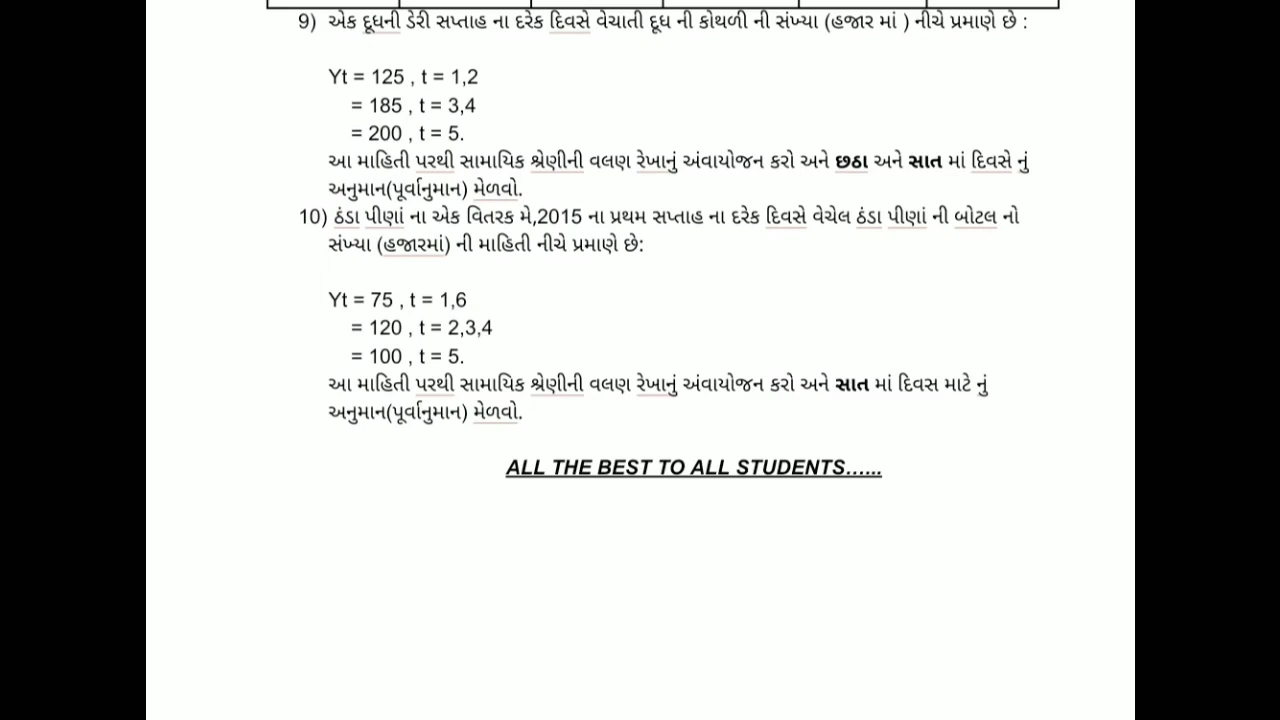 9) એક દૂધની ડેરી સપ્તાહ ના દરેક દિવસે વેચાતી દૂધ ની કોથળી ની સંખ્યા (હજાર માં ) નીચે પ્રમાણે છે :
Yt = 125 , t = 1,2
= 185 , t = 3,4
= 200 , t = 5.
આ માહિતી પરથી સામાયિક શ્રેણીની વલણ રેખાનું અંવાયોજન કરો અને છઠા અને સાત માં દિવસે નું
અનુમાન(પૂર્વાનુમાન) મેળવો.
10) ઠંડા પીણાં ના એક વિતરક મે,2015 ના પ્રથમ સપ્તાહ ના દરેક દિવસે વેચેલ ઠંડા પીણાં ની બોટલ નો
સંખ્યા (હજારમાં) ની માહિતી નીચે પ્રમાણે છે:
Yt = 75 , t = 1,6
= 120 , t = 2,3,4
= 100 , t = 5.
આ માહિતી પરથી સામાયિક શ્રેણીની વલણ રેખાનું અંવાયોજન કરો અને સાત માં દિવસ માટે નું
અનુમાન(પૂર્વાનુમાન) મેળવો.
ALL THE BEST TO ALL STUDENTS......